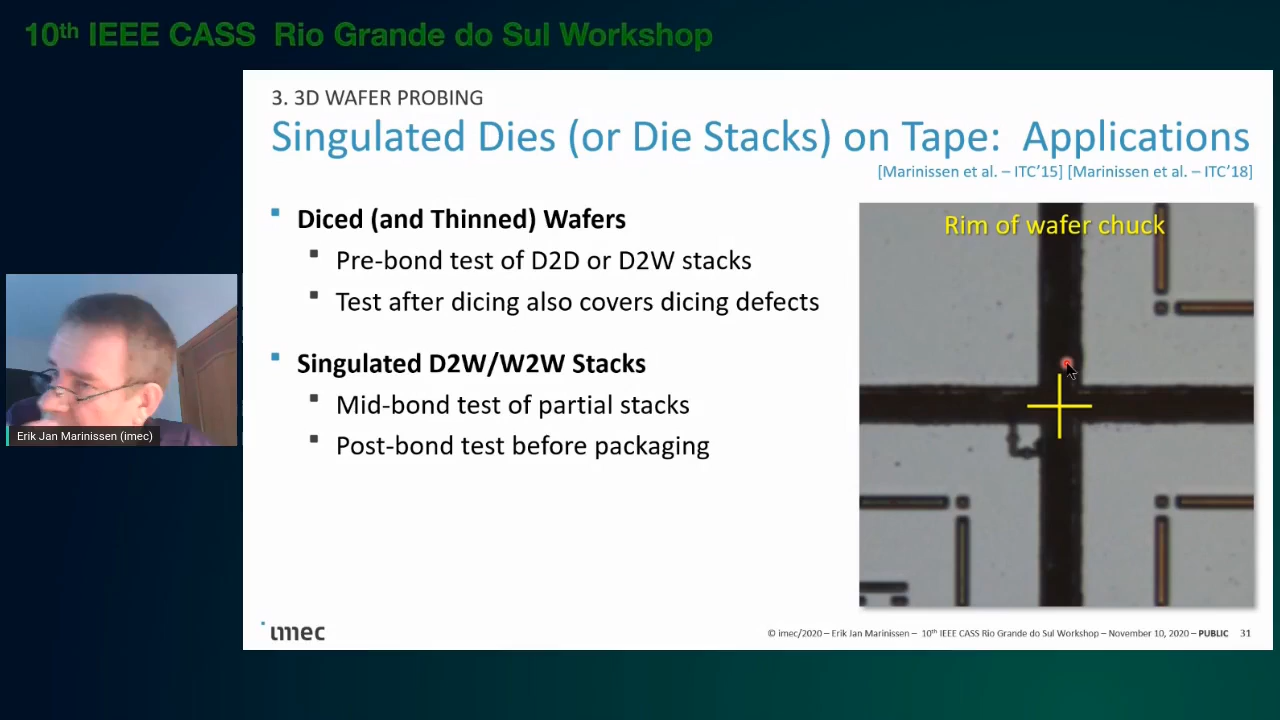 10th IEEE CASS Rio Grande do Sul Workshop
3. 3D WAFER PROBING
Singulated Dies (or Die Stacks) on Tape: Applications
[Marinissen et al. – ITC’15] [Marinissen et al. – ITC’18]
Diced (and Thinned) Wafers
Pre-bond test of D2D or D2W stacks
Test after dicing also covers dicing defects
Singulated D2W/W2W Stacks
Mid-bond test of partial stacks
Post-bond test before packaging
Rim of wafer chuck
Erik Jan Marinissen (imec)
imec
© imec/2020 – Erik Jan Marinissen – 10th IEEE CASS Rio Grande do Sul Workshop – November 10, 2020 – PUBLIC 31